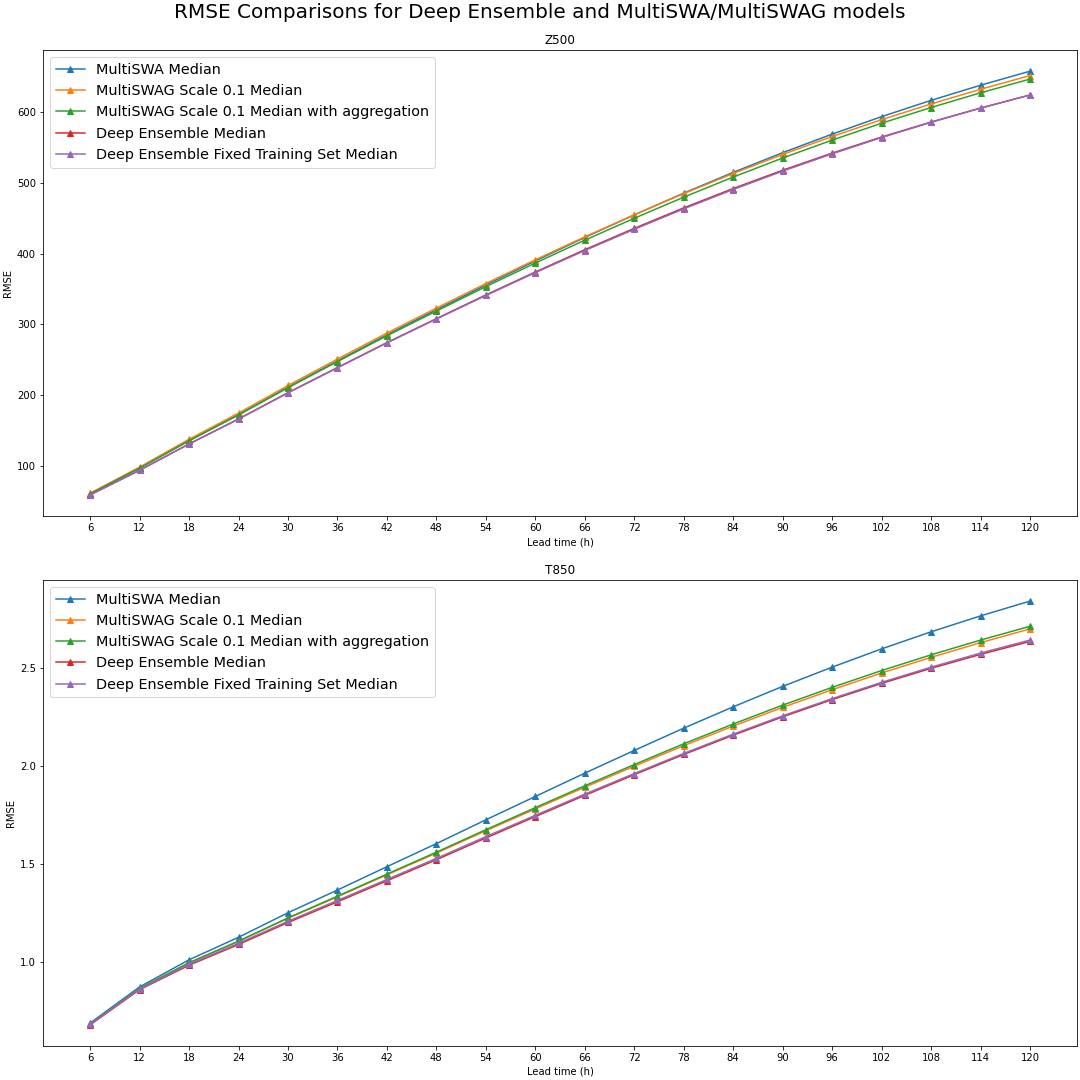 RMSE Comparisons for Deep Ensemble and MultiSWA/MultiSWAG models
Z500
MultiSWA Median
MultiSWAG Scale 0.1 Median
MultiSWAG Scale 0.1 Median with aggregation
Deep Ensemble Median
Deep Ensemble Fixed Training Set Median
600
500
400
300
200
100
RMSE
6 12 18 24 30 36 42 48 54 60 66 72 78 84 90 96 102 108 114 120
Lead time (h)
T850
MultiSWA Median
MultiSWAG Scale 0.1 Median
MultiSWAG Scale 0.1 Median with aggregation
Deep Ensemble Median
Deep Ensemble Fixed Training Set Median
2.5
2.0
1.5
1.0
RMSE
6 12 18 24 30 36 42 48 54 60 66 72 78 84 90 96 102 108 114 120
Lead time (h)